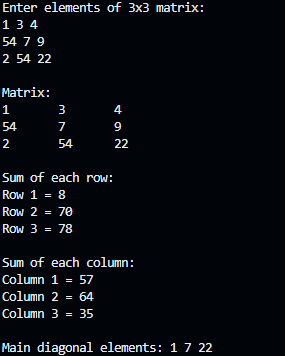 Enter elements of 3x3 matrix:
1 3 4
54 7 9
2 54 22
Matrix:
1 3 4
54 7 9
2 54 22
Sum of each row:
Row 1 = 8
Row 2 = 70
Row 3 = 78
Sum of each column:
Column 1 = 57
Column 2 = 64
Column 3 = 35
Main diagonal elements: 1 7 22